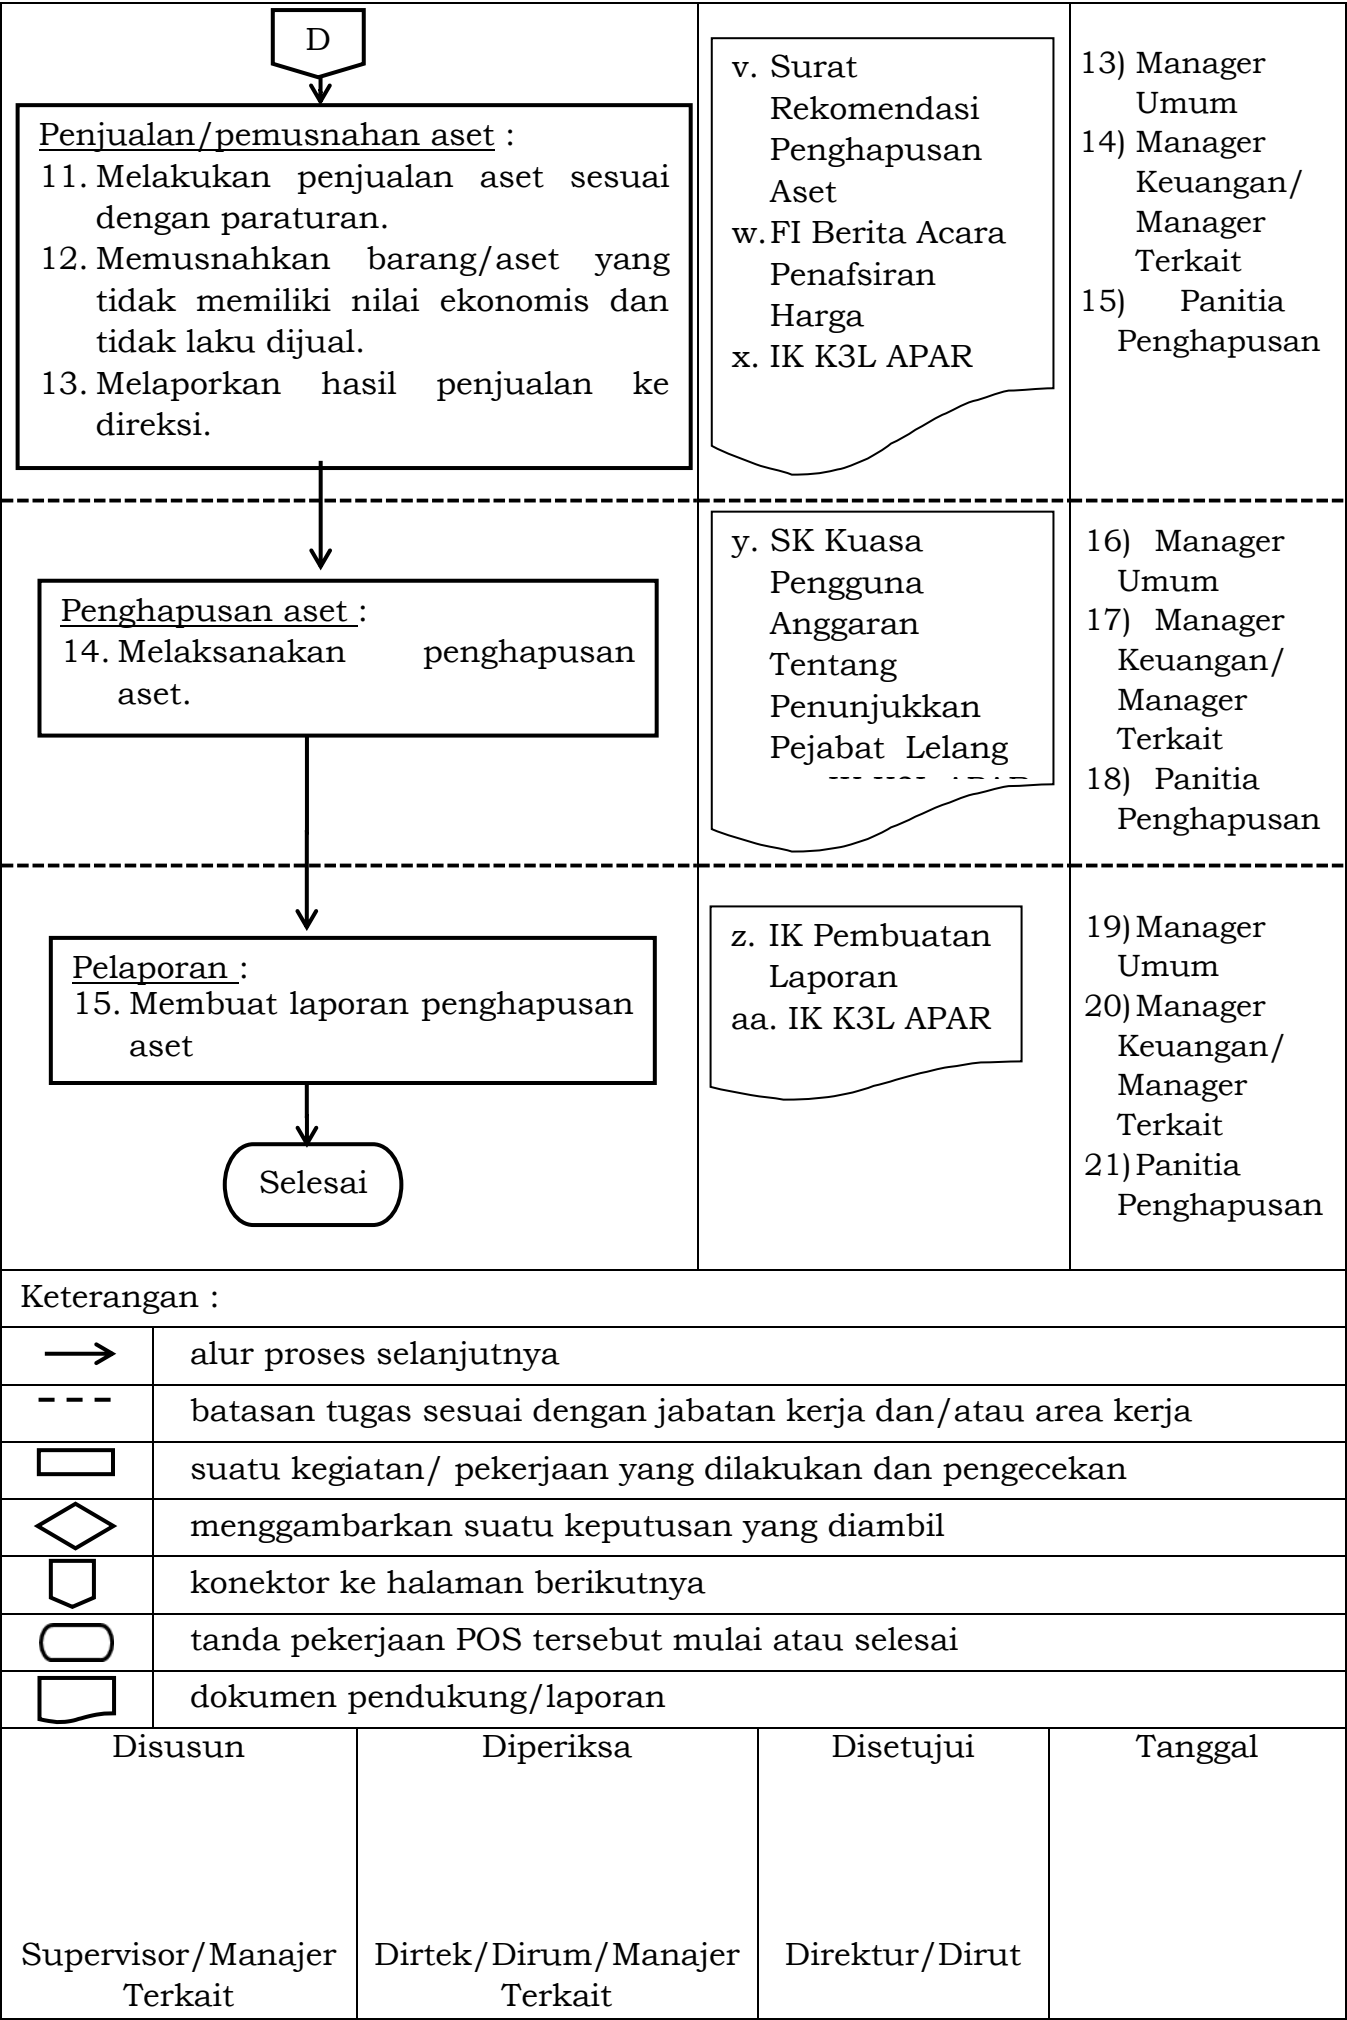 D
Penjualan/pemusnahan aset :
11. Melakukan penjualan aset sesuai
dengan paraturan.
12. Memusnahkan barang/aset yang
tidak memiliki nilai ekonomis dan
tidak laku dijual.
13. Melaporkan hasil penjualan ke
direksi.
v. Surat
Rekomendasi
Penghapusan
Aset
w. FI Berita Acara
Penafsiran
Harga
x. IK K3L APAR
13) Manager
Umum
14) Manager
Keuangan/
Manager
Terkait
15) Panitia
Penghapusan
Penghapusan aset :
14. Melaksanakan penghapusan
aset.
y. SK Kuasa
Pengguna
Anggaran
Tentang
Penunjukkan
Pejabat Lelang
16) Manager
Umum
17) Manager
Keuangan/
Manager
Terkait
18) Panitia
Penghapusan
Pelaporan :
15. Membuat laporan penghapusan
aset
Selesai
z. IK Pembuatan
Laporan
aa. IK K3L APAR
19) Manager
Umum
20) Manager
Keuangan/
Manager
Terkait
21) Panitia
Penghapusan
Keterangan :
alur proses selanjutnya
batasan tugas sesuai dengan jabatan kerja dan/atau area kerja
suatu kegiatan/ pekerjaan yang dilakukan dan pengecekan
menggambarkan suatu keputusan yang diambil
konektor ke halaman berikutnya
tanda pekerjaan POS tersebut mulai atau selesai
dokumen pendukung/laporan
Disusun
Diperiksa
Disetujui
Tanggal
Supervisor/Manajer
Terkait
Dirtek/Dirum/Manajer
Terkait
Direktur/Dirut